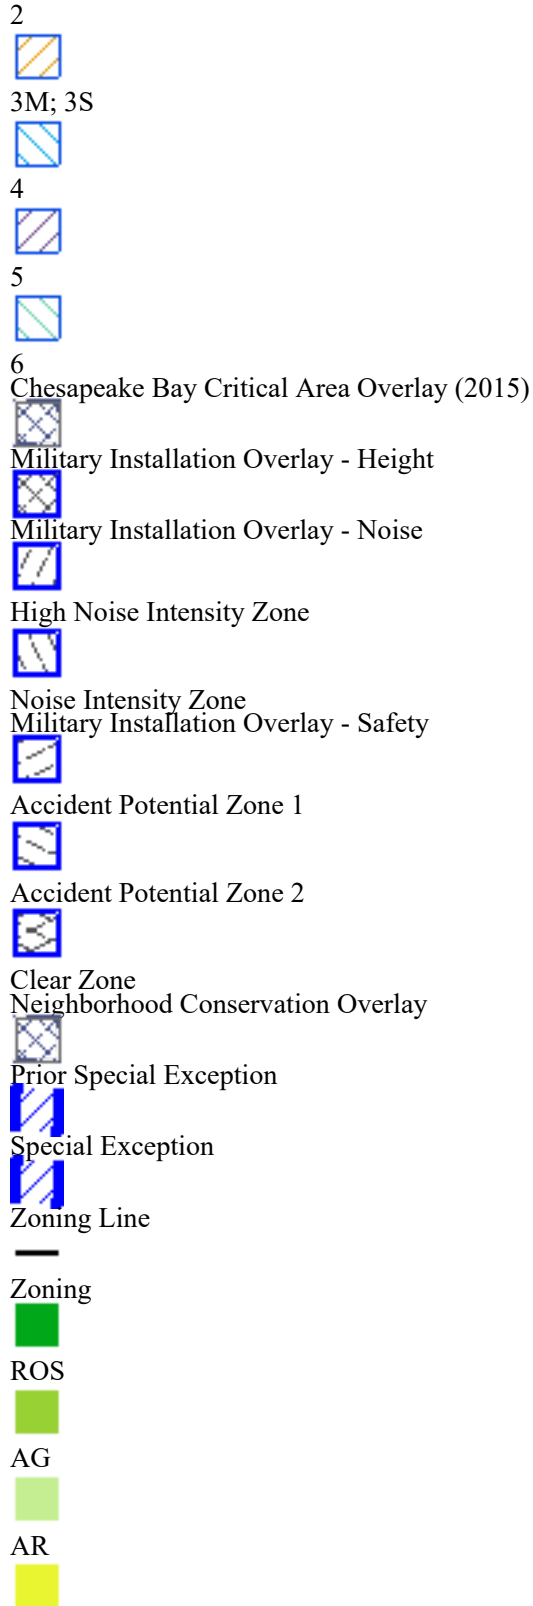 2
3M; 3S
4
5
6
Chesapeake Bay Critical Area Overlay (2015)
Military Installation Overlay - Height
Military Installation Overlay - Noise
High Noise Intensity Zone
Noise Intensity Zone
Military Installation Overlay - Safety
Accident Potential Zone 1
Accident Potential Zone 2
Clear Zone
Neighborhood Conservation Overlay
Prior Special Exception
Special Exception
Zoning Line
Zoning
ROS
AG
AR